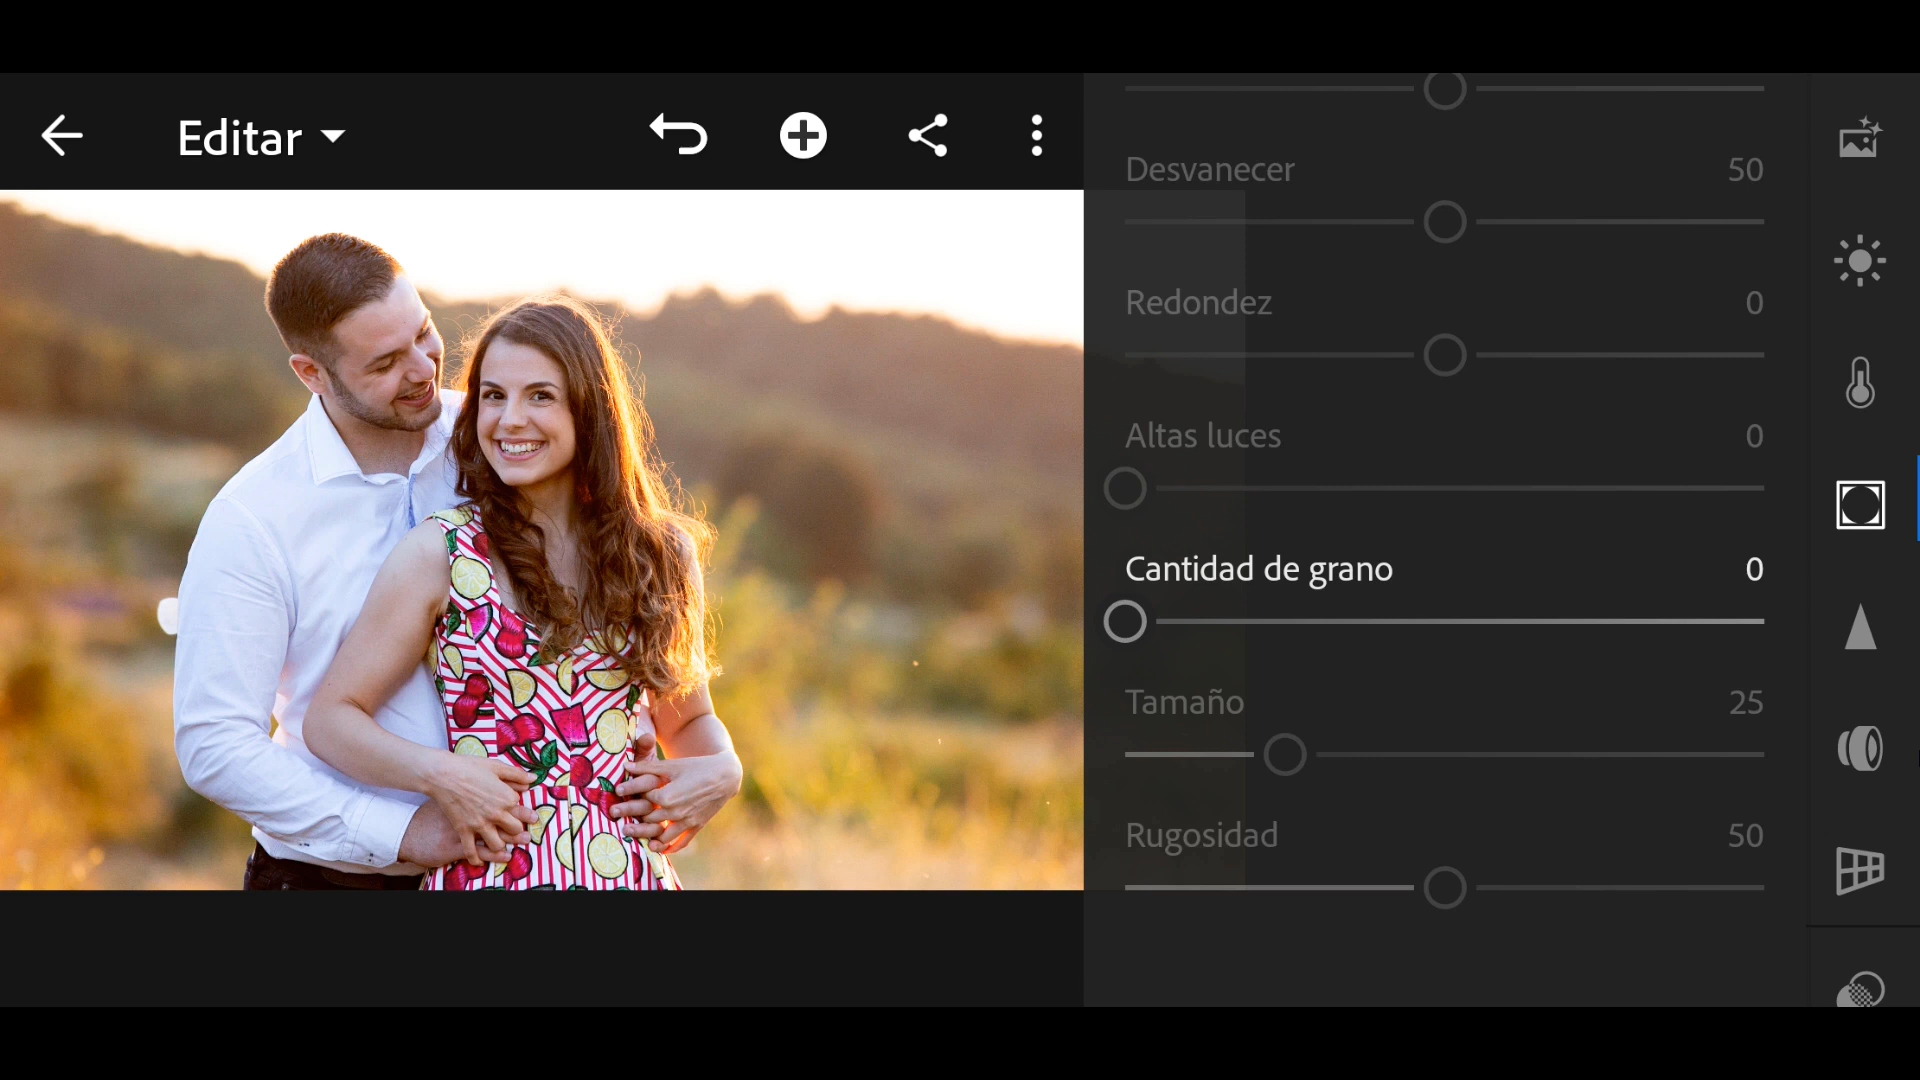 Editar
Desvanecer 50
Redondez 0
Altas luces 0
Cantidad de grano 0
Tamaño 25
Rugosidad 50